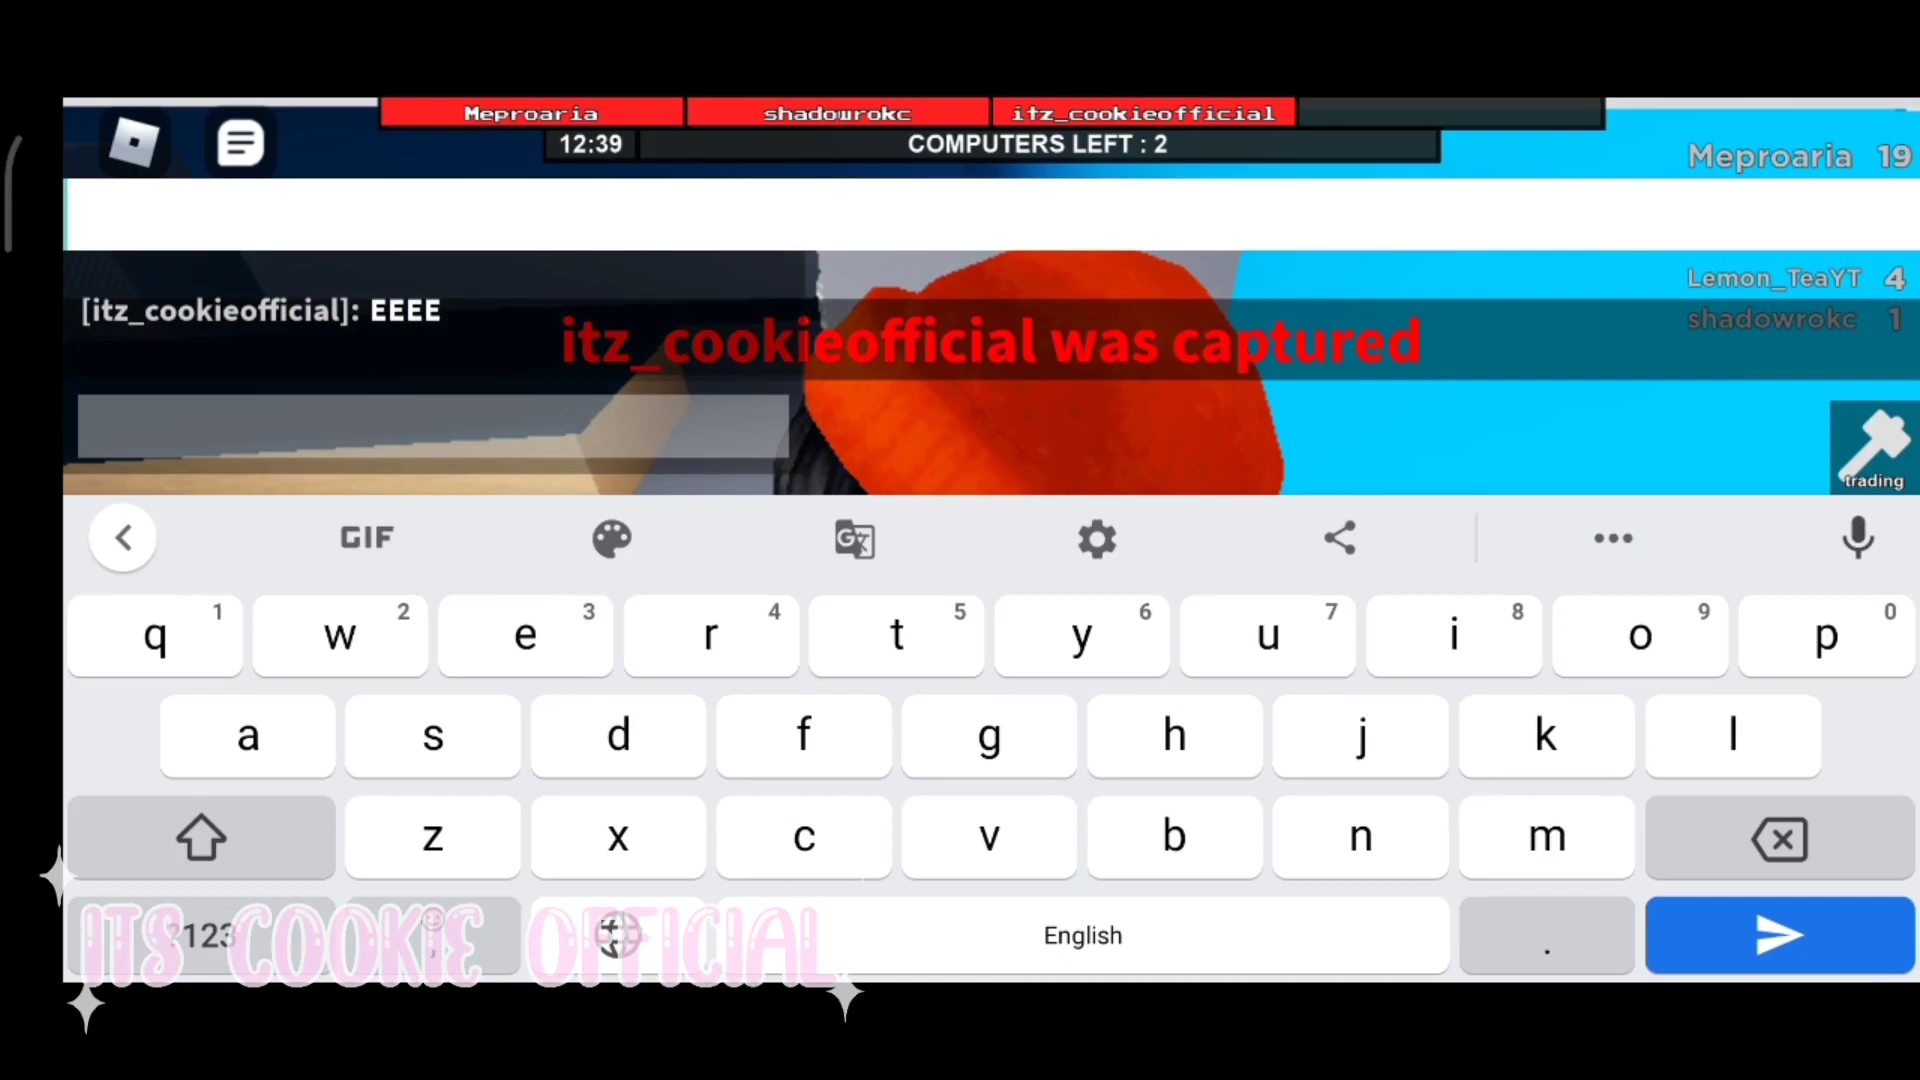 Meproaria shadowrokc itz_cookieofficial
12:39 COMPUTERS LEFT : 2
Meproaria 19
Lemon_TeaYT 4
shadowrokc 1
[itz_cookieofficial]: EEEE
itz_cookieofficial was captured
trading
GIF
q 1 w 2 e 3 r 4 t 5 y 6 u 7 i 8 o 9 p 0
a s d f g h j k l
z x c v b n m
?123 , English .
ITS COOKIE OFFICIAL